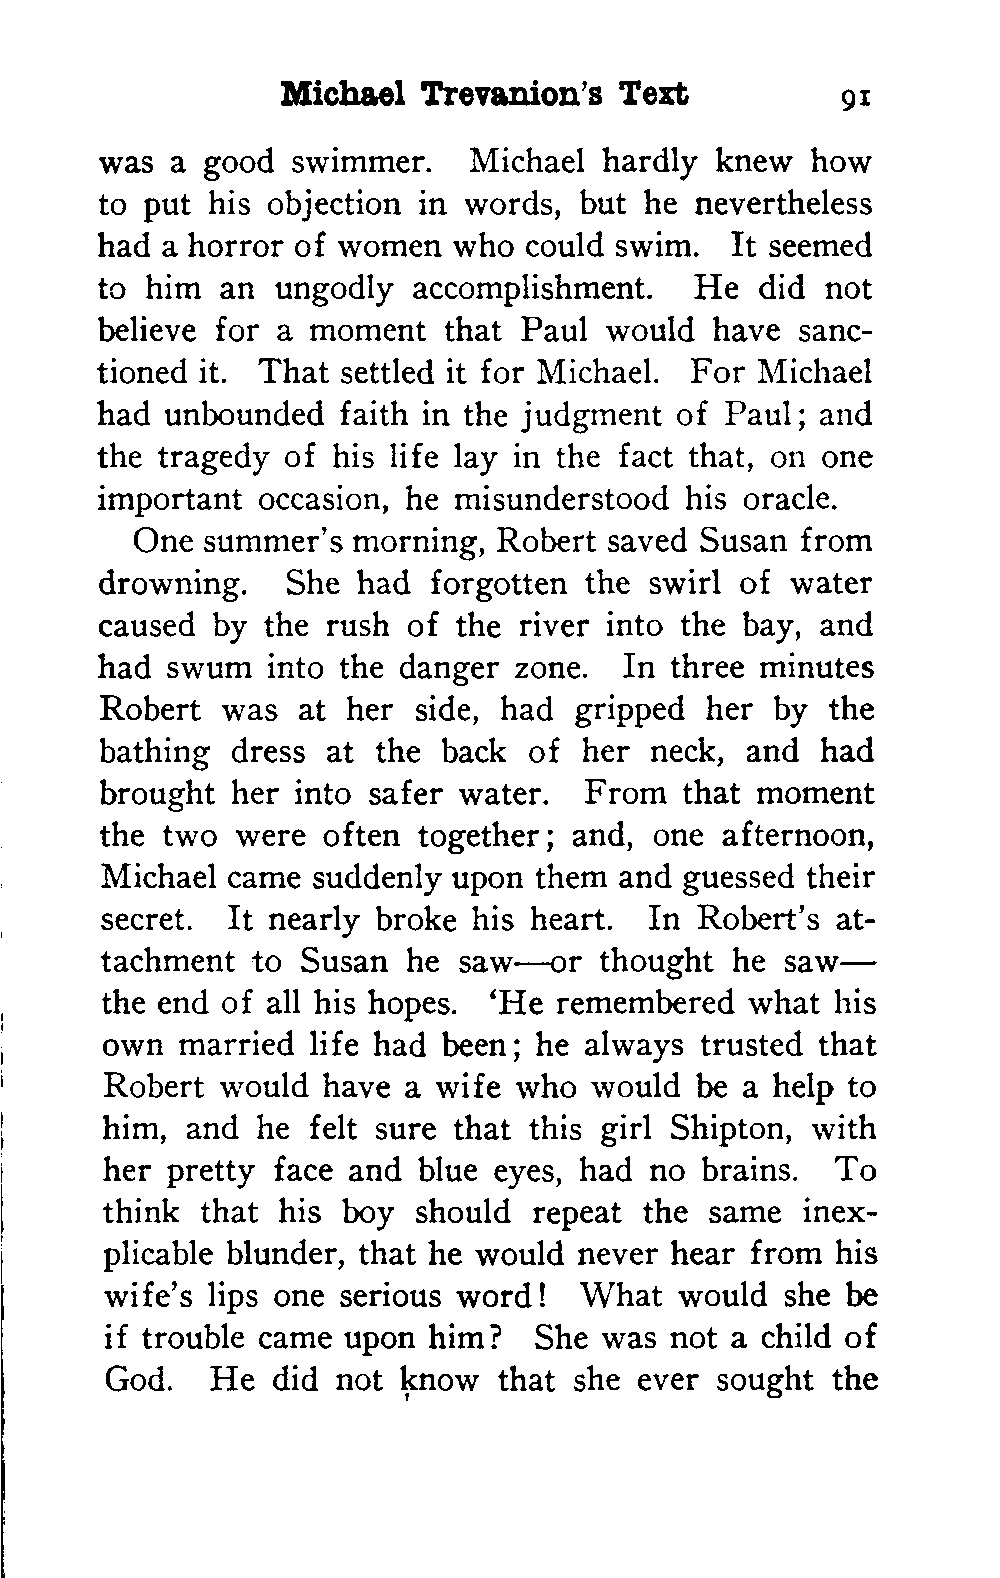 Michael Trevanion's Text 91
was a good swimmer. Michael hardly knew how
to put his objection in words, but he nevertheless
had a horror of women who could swim. It seemed
to him an ungodly accomplishment. He did not
believe for a moment that Paul would have sanc-
tioned it. That settled it for Michael. For Michael
had unbounded faith in the judgment of Paul; and
the tragedy of his life lay in the fact that, on one
important occasion, he misunderstood his oracle.
One summer's morning, Robert saved Susan from
drowning. She had forgotten the swirl of water
caused by the rush of the river into the bay, and
had swum into the danger zone. In three minutes
Robert was at her side, had gripped her by the
bathing dress at the back of her neck, and had
brought her into safer water. From that moment
the two were often together; and, one afternoon,
Michael came suddenly upon them and guessed their
secret. It nearly broke his heart. In Robert's at-
tachment to Susan he saw—or thought he saw—
the end of all his hopes. 'He remembered what his
own married life had been; he always trusted that
Robert would have a wife who would be a help to
him, and he felt sure that this girl Shipton, with
her pretty face and blue eyes, had no brains. To
think that his boy should repeat the same inex-
plicable blunder, that he would never hear from his
wife's lips one serious word! What would she be
if trouble came upon him? She was not a child of
God. He did not know that she ever sought the